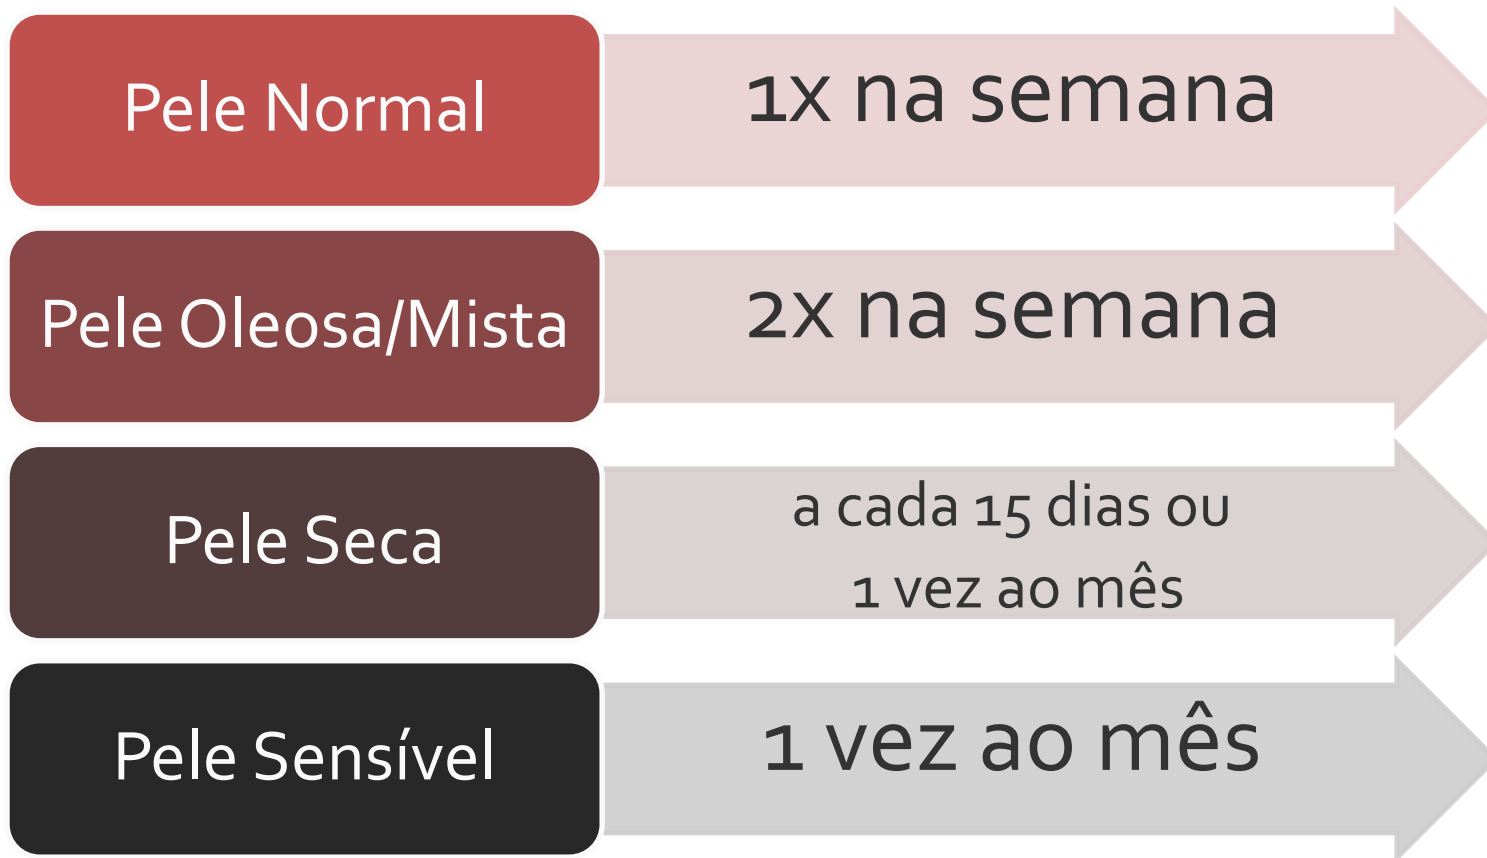 Pele Normal
1x na semana
Pele Oleosa/Mista
2x na semana
Pele Seca
a cada 15 dias ou
1 vez ao mês
Pele Sensível
1 vez ao mês